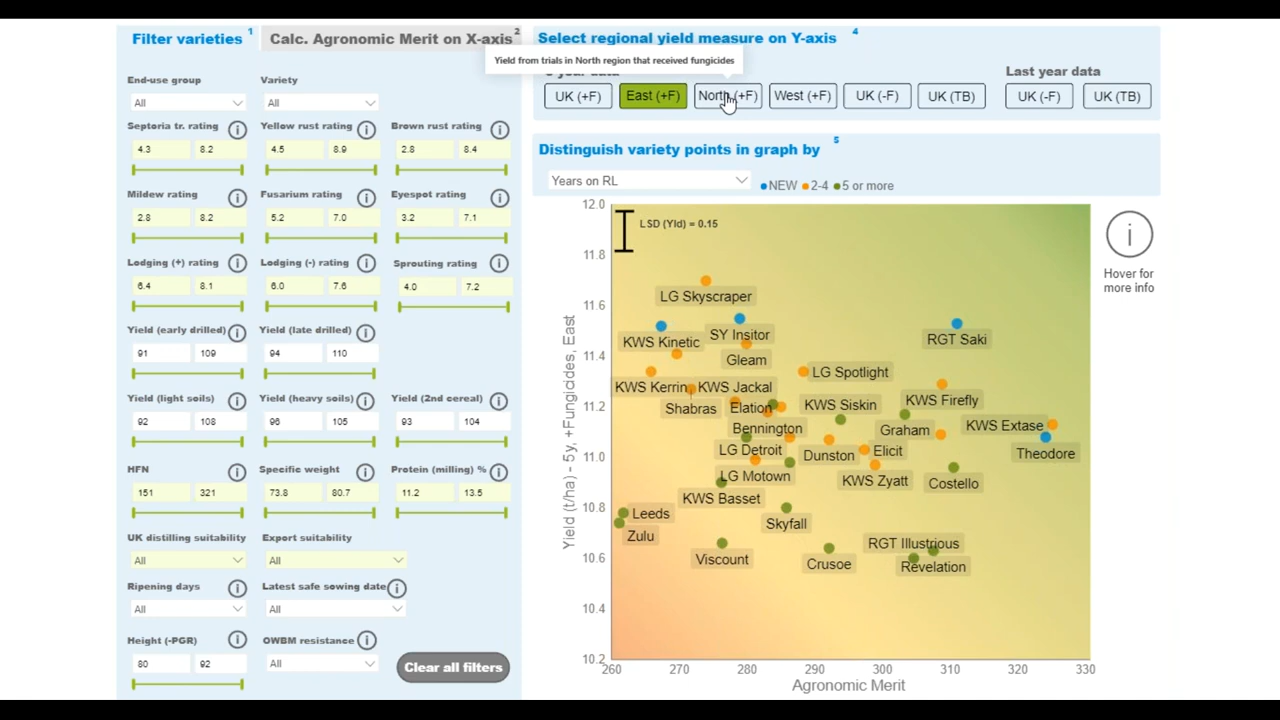 Filter varieties 1
Calc. Agronomic Merit on X-axis 2
Select regional yield measure on Y-axis 4
Yield from trials in North region that received fungicides
Last year data
UK (+F) East (+F) North (+F) West (+F) UK (-F) UK (TB) UK (-F) UK (TB)
Distinguish variety points in graph by 5
Years on RL
NEW 2-4 5 or more
End-use group Variety
All All
Septoria tr. rating Yellow rust rating Brown rust rating
4.3 8.2 4.5 8.9 2.8 8.4
Mildew rating Fusarium rating Eyespot rating
2.8 8.2 5.2 7.0 3.2 7.1
Lodging (+) rating Lodging (-) rating Sprouting rating
6.4 8.1 6.0 7.6 4.0 7.2
Yield (early drilled) Yield (late drilled)
91 109 94 110
Yield (light soils) Yield (heavy soils) Yield (2nd cereal)
92 108 96 105 93 104
HFN Specific weight Protein (milling) %
151 321 73.8 80.7 11.2 13.5
UK distilling suitability Export suitability
All All
Ripening days Latest safe sowing date
All All
Height (-PGR) OWBM resistance
80 92 All
Clear all filters
LSD (Yld) = 0.15
Hover for
more info
Yield (t/ha) - 5y, +Fungicides, East
12.0
11.8
11.6
11.4
11.2
11.0
10.8
10.6
10.4
10.2
LG Skyscraper
SY Insitor
KWS Kinetic
RGT Saki
Gleam
LG Spotlight
KWS Kerrin KWS Jackal
KWS Firefly
Shabras Elation KWS Siskin
Bennington Graham KWS Extase
LG Detroit Dunston Elicit Theodore
LG Motown KWS Zyatt Costello
KWS Basset
Leeds
Skyfall
Zulu
RGT Illustrious
Viscount Crusoe Revelation
260 270 280 290 300 310 320 330
Agronomic Merit